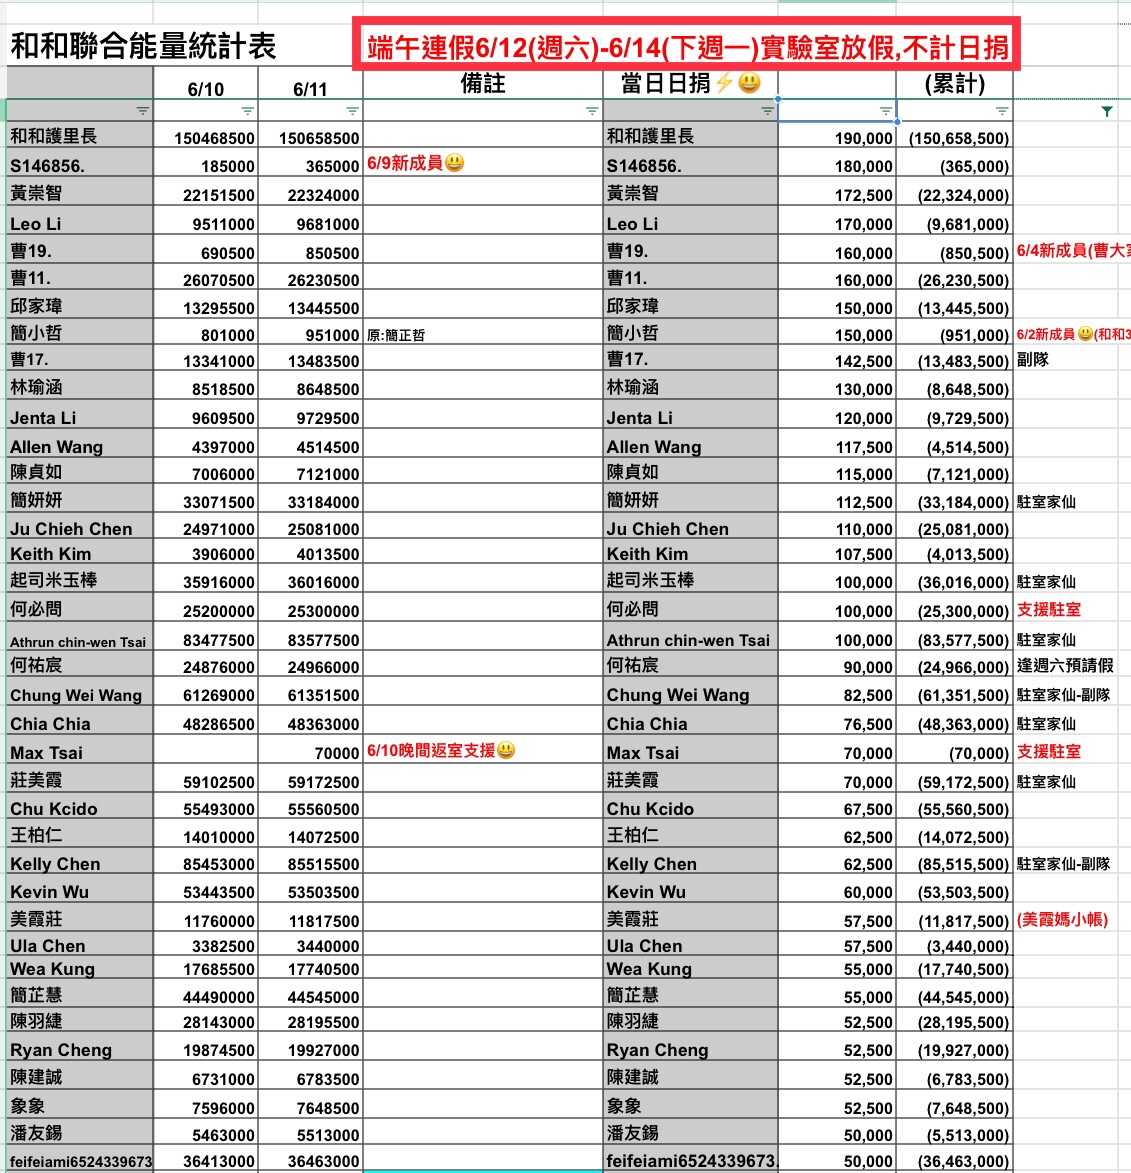 和和聯合能量統計表 端午連假6/12(週六)-6/14(下週一)實驗室放假,不計日捐
6/10 6/11 備註 當日日捐⚡😃 (累計)
和和護里長 150468500 150658500 和和護里長 190,000 (150,658,500)
S146856. 185000 365000 6/9新成員😃 S146856. 180,000 (365,000)
黃崇智 22151500 22324000 黃崇智 172,500 (22,324,000)
Leo Li 9511000 9681000 Leo Li 170,000 (9,681,000)
曹19. 690500 850500 曹19. 160,000 (850,500) 6/4新成員(曹大
曹11. 26070500 26230500 曹11. 160,000 (26,230,500)
邱家瑋 13295500 13445500 邱家瑋 150,000 (13,445,500)
簡小哲 801000 951000 原:簡正哲 簡小哲 150,000 (951,000) 6/2新成員😃(和和3
曹17. 13341000 13483500 曹17. 142,500 (13,483,500) 副隊
林瑜涵 8518500 8648500 林瑜涵 130,000 (8,648,500)
Jenta Li 9609500 9729500 Jenta Li 120,000 (9,729,500)
Allen Wang 4397000 4514500 Allen Wang 117,500 (4,514,500)
陳貞如 7006000 7121000 陳貞如 115,000 (7,121,000)
簡妍妍 33071500 33184000 簡妍妍 112,500 (33,184,000) 駐室家仙
Ju Chieh Chen 24971000 25081000 Ju Chieh Chen 110,000 (25,081,000)
Keith Kim 3906000 4013500 Keith Kim 107,500 (4,013,500)
起司米玉棒 35916000 36016000 起司米玉棒 100,000 (36,016,000) 駐室家仙
何必問 25200000 25300000 何必問 100,000 (25,300,000) 支援駐室
Athrun chin-wen Tsai 83477500 83577500 Athrun chin-wen Tsai 100,000 (83,577,500) 駐室家仙
何祐宸 24876000 24966000 何祐宸 90,000 (24,966,000) 逢週六預請假
Chung Wei Wang 61269000 61351500 Chung Wei Wang 82,500 (61,351,500) 駐室家仙-副隊
Chia Chia 48286500 48363000 Chia Chia 76,500 (48,363,000) 駐室家仙
Max Tsai 70000 6/10晚間返室支援😃 Max Tsai 70,000 (70,000) 支援駐室
莊美霞 59102500 59172500 莊美霞 70,000 (59,172,500) 駐室家仙
Chu Kcido 55493000 55560500 Chu Kcido 67,500 (55,560,500)
王柏仁 14010000 14072500 王柏仁 62,500 (14,072,500)
Kelly Chen 85453000 85515500 Kelly Chen 62,500 (85,515,500) 駐室家仙-副隊
Kevin Wu 53443500 53503500 Kevin Wu 60,000 (53,503,500)
美霞莊 11760000 11817500 美霞莊 57,500 (11,817,500) (美霞媽小帳)
Ula Chen 3382500 3440000 Ula Chen 57,500 (3,440,000)
Wea Kung 17685500 17740500 Wea Kung 55,000 (17,740,500)
簡芷慧 44490000 44545000 簡芷慧 55,000 (44,545,000)
陳羽緁 28143000 28195500 陳羽緁 52,500 (28,195,500)
Ryan Cheng 19874500 19927000 Ryan Cheng 52,500 (19,927,000)
陳建誠 6731000 6783500 陳建誠 52,500 (6,783,500)
象象 7596000 7648500 象象 52,500 (7,648,500)
潘友錫 5463000 5513000 潘友錫 50,000 (5,513,000)
feifeiami6524339673 36413000 36463000 feifeiami6524339673. 50,000 (36,463,000)